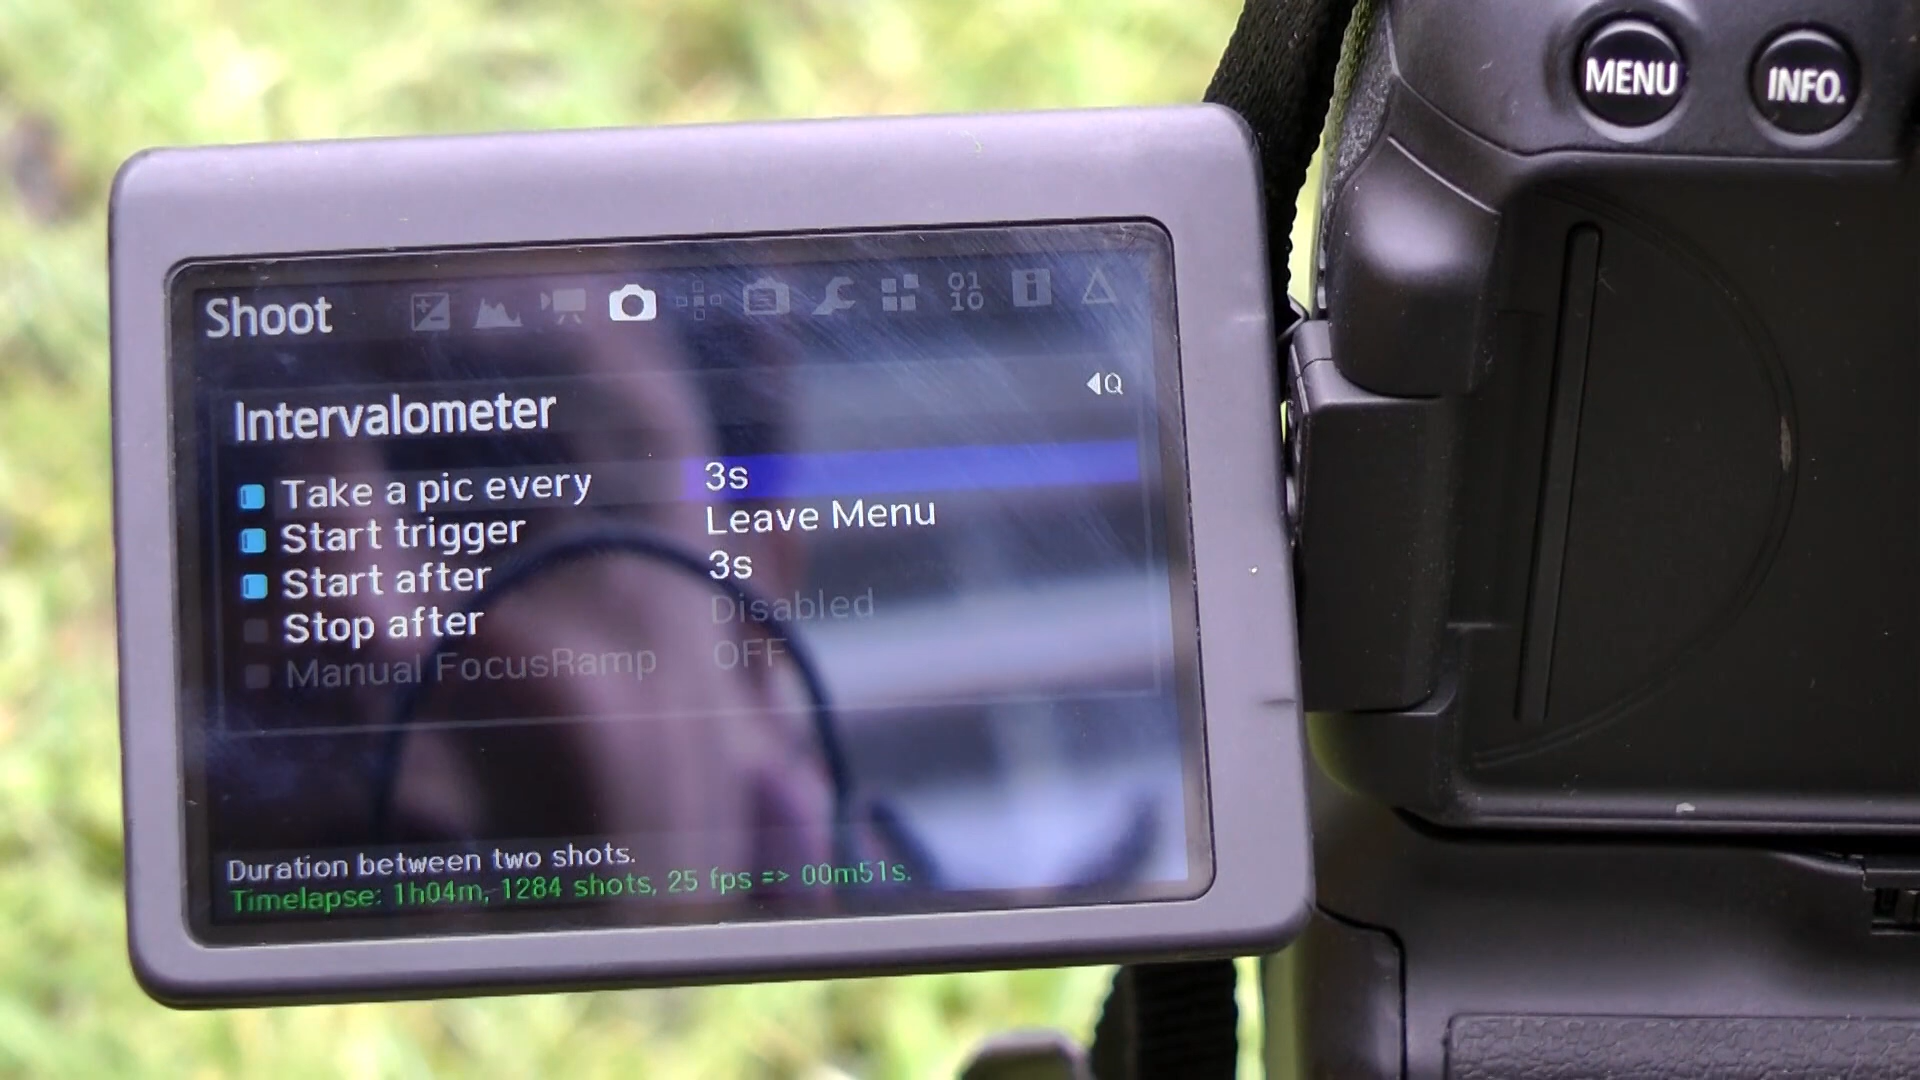 MENU INFO.
Shoot
01
10
Intervalometer
Q
Take a pic every 3s
Start trigger Leave Menu
Start after 3s
Stop after Disabled
Manual FocusRamp OFF
Duration between two shots.
Timelapse: 1h04m, 1284 shots, 25 fps => 00m51s.